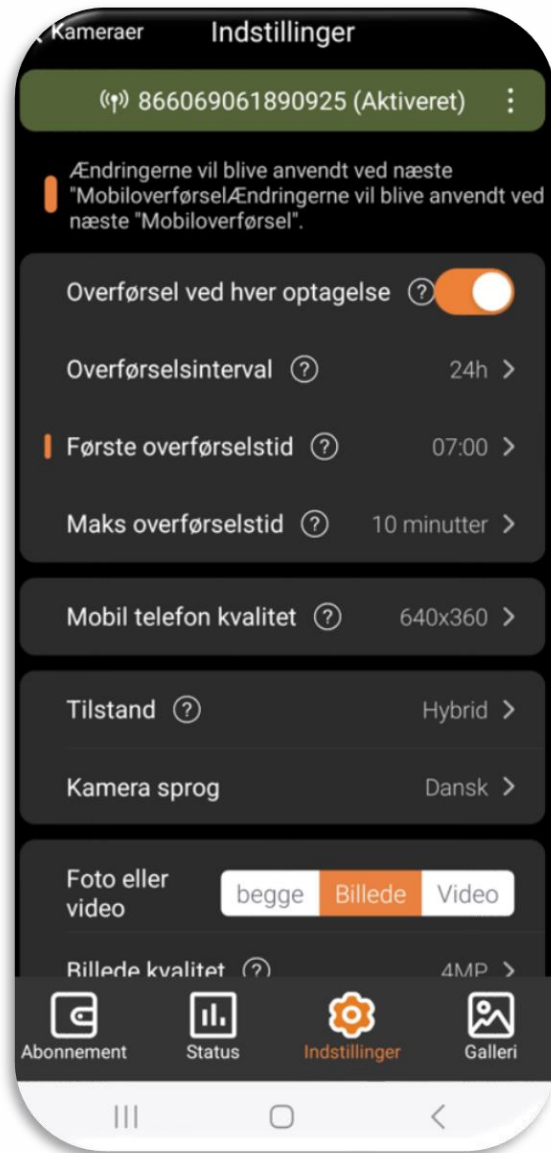 Kameraer Indstillinger
866069061890925 (Aktiveret)
Ændringerne vil blive anvendt ved næste
"MobiloverførselÆndringerne vil blive anvendt ved
næste "Mobiloverførsel".
Overførsel ved hver optagelse ?
Overførselsinterval ? 24h >
Første overførselstid ? 07:00 >
Maks overførselstid ? 10 minutter >
Mobil telefon kvalitet ? 640x360 >
Tilstand ? Hybrid >
Kamera sprog Dansk >
Foto eller
video
begge Billede Video
Billede kvalitet ? 4MP >
Abonnement Status Indstillinger Galleri